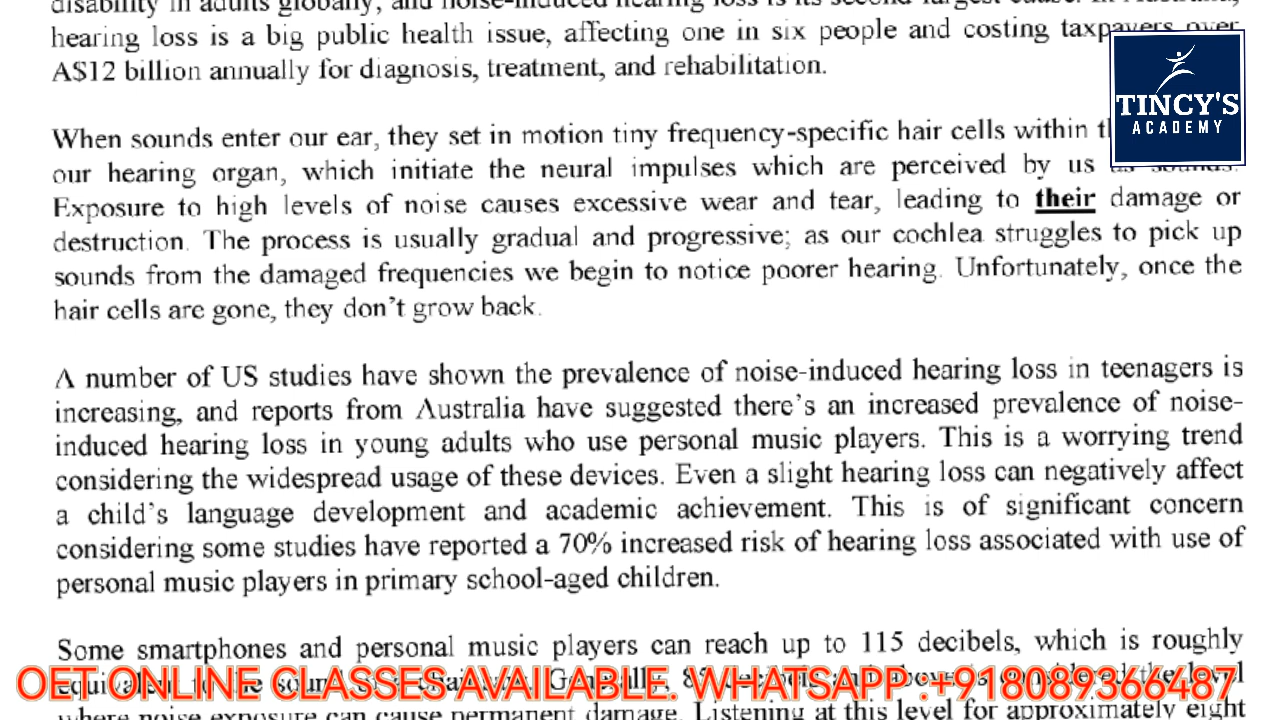 disability in adults globally, and noise-induced hearing loss is its second largest cause. In Australia,
hearing loss is a big public health issue, affecting one in six people and costing taxpayers over
A$12 billion annually for diagnosis, treatment, and rehabilitation.
TINCY'S
ACADEMY
When sounds enter our ear, they set in motion tiny frequency-specific hair cells within
our hearing organ, which initiate the neural impulses which are perceived by us as sounds.
Exposure to high levels of noise causes excessive wear and tear, leading to their damage or
destruction. The process is usually gradual and progressive; as our cochlea struggles to pick up
sounds from the damaged frequencies we begin to notice poorer hearing. Unfortunately, once the
hair cells are gone, they don't grow back.
A number of US studies have shown the prevalence of noise-induced hearing loss in teenagers is
increasing, and reports from Australia have suggested there's an increased prevalence of noise-
induced hearing loss in young adults who use personal music players. This is a worrying trend
considering the widespread usage of these devices. Even a slight hearing loss can negatively affect
a child's language development and academic achievement. This is of significant concern
considering some studies have reported a 70% increased risk of hearing loss associated with use of
personal music players in primary school-aged children.
Some smartphones and personal music players can reach up to 115 decibels, which is roughly
OET ONLINE CLASSES AVAILABLE. WHATSAPP :+918089366487
where noise exposure can cause permanent damage. Listening at this level for approximately eight